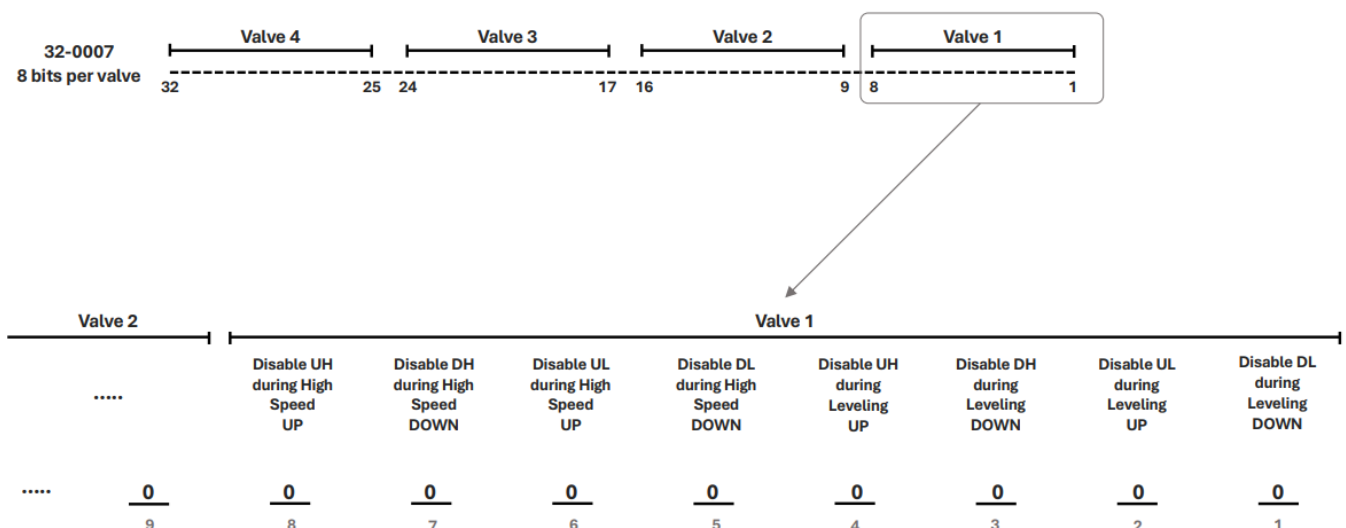 32-0007
8 bits per valve
Valve 4 Valve 3 Valve 2 Valve 1
32 25 24 17 16 9 8 1
Valve 2 Valve 1
.....
Disable UH
during High
Speed
UP
Disable DH
during High
Speed
DOWN
Disable UL
during High
Speed
UP
Disable DL
during High
Speed
DOWN
Disable UH
during
Leveling
UP
Disable DH
during
Leveling
DOWN
Disable UL
during
Leveling
UP
Disable DL
during
Leveling
DOWN
..... 0 0 0 0 0 0 0 0 0
9 8 7 6 5 4 3 2 1